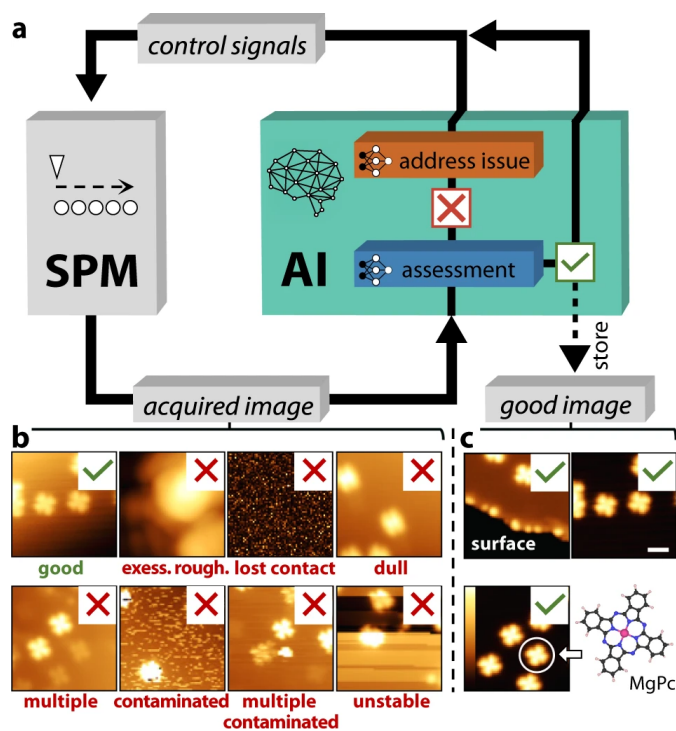 a
control signals
address issue
SPM
AI
assessment
store
acquired image
good image
b
c
good
exess. rough.
lost contact
dull
surface
multiple
contaminated
multiple
contaminated
unstable
MgPc